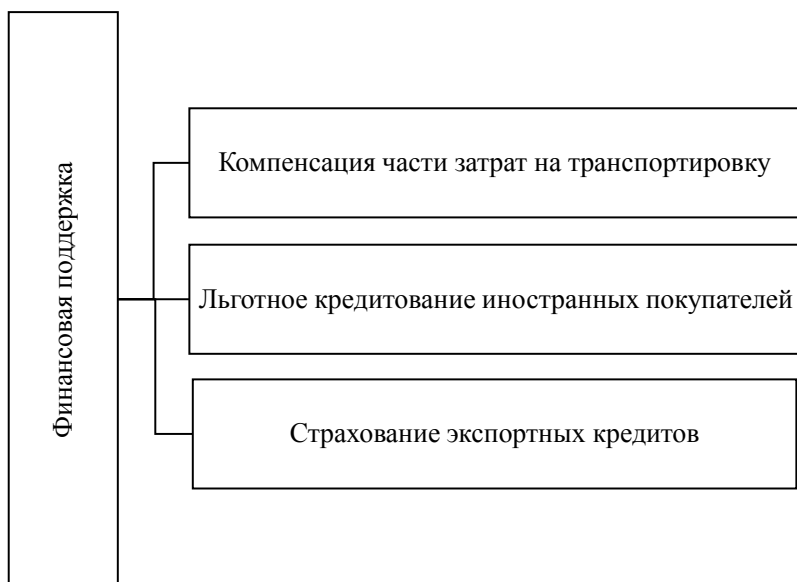 Финансовая поддержка
Компенсация части затрат на транспортировку
Льготное кредитование иностранных покупателей
Страхование экспортных кредитов